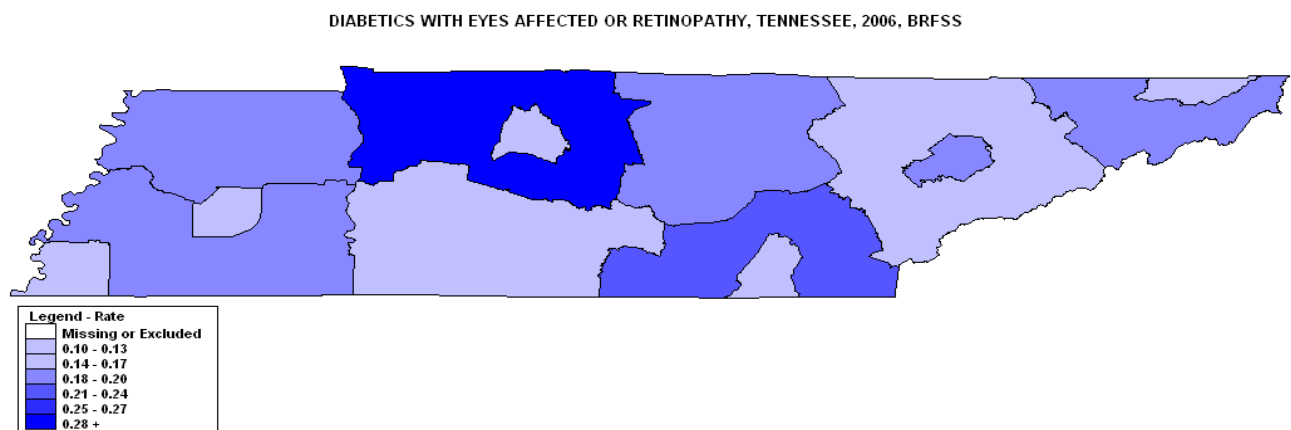 DIABETICS WITH EYES AFFECTED OR RETINOPATHY, TENNESSEE, 2006, BRFSS
Legend - Rate
Missing or Excluded
0.10 - 0.13
0.14 - 0.17
0.18 - 0.20
0.21 - 0.24
0.25 - 0.27
0.28 +